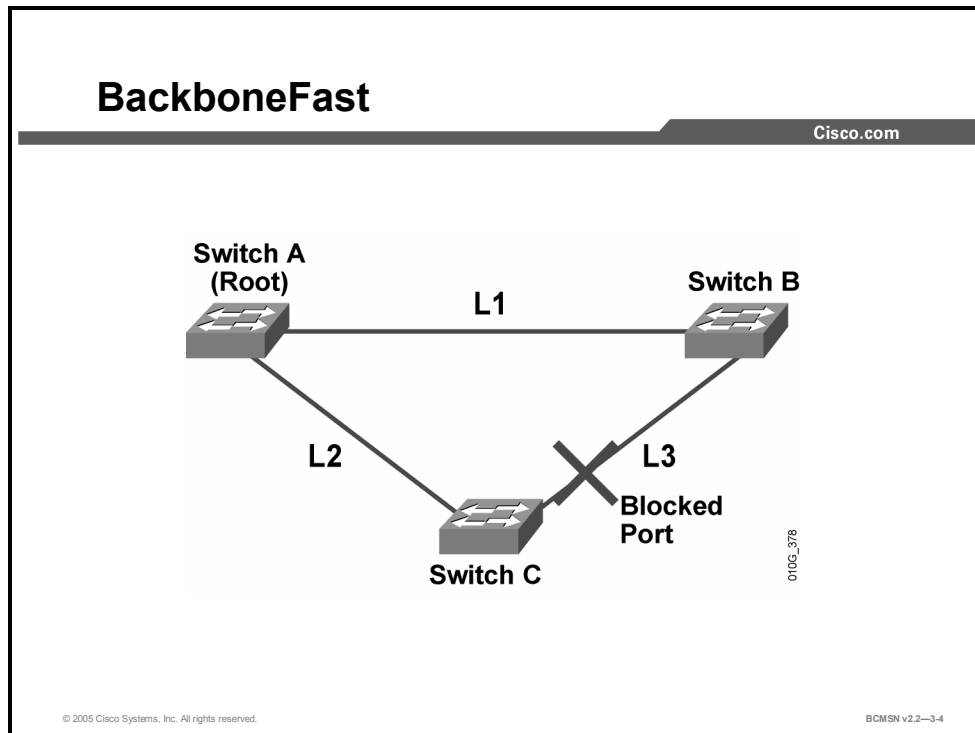 BackboneFast
Cisco.com
Switch A
(Root)
L1
Switch B
L2
L3
Blocked
Port
Switch C
010G_378
© 2005 Cisco Systems, Inc. All rights reserved.
BCMSN v2.2—3-4